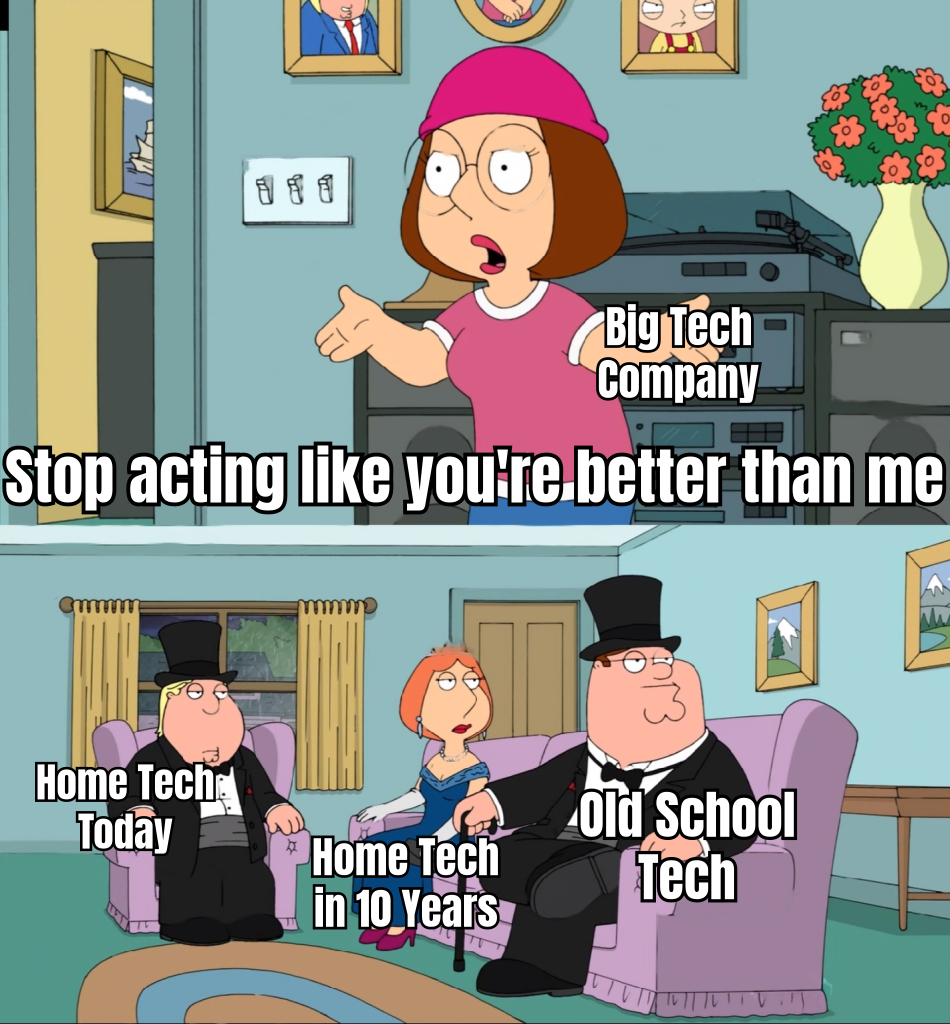 Big Tech
Company
Stop acting like you're better than me
Home Tech
Today
Home Tech
in 10 Years
Old School
Tech